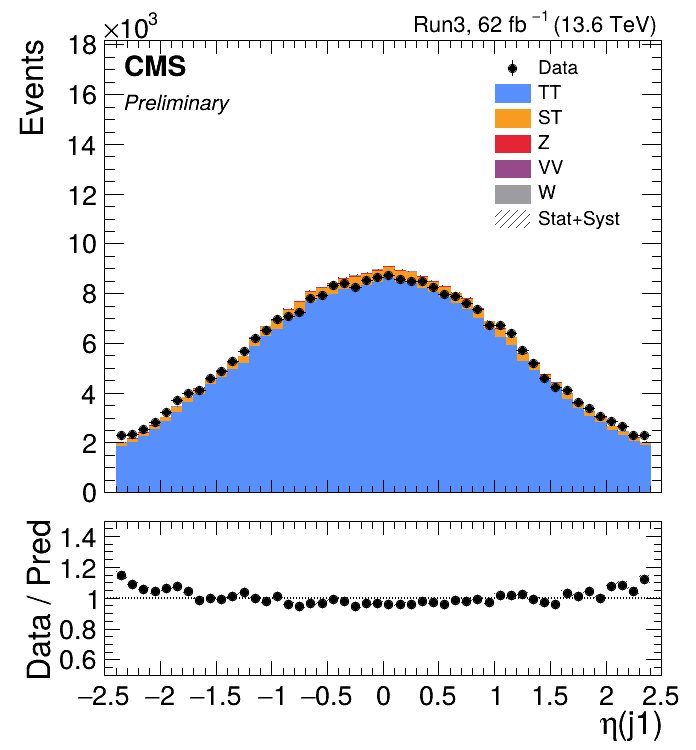 ×10³
Run3, 62 fb⁻¹ (13.6 TeV)
Events
18
16
14
12
10
8
6
4
2
0
CMS
Preliminary
Data
TT
ST
Z
VV
W
Stat+Syst
Data / Pred
1.4
1.2
1
0.8
0.6
−2.5 −2 −1.5 −1 −0.5 0 0.5 1 1.5 2 2.5
η(j1)